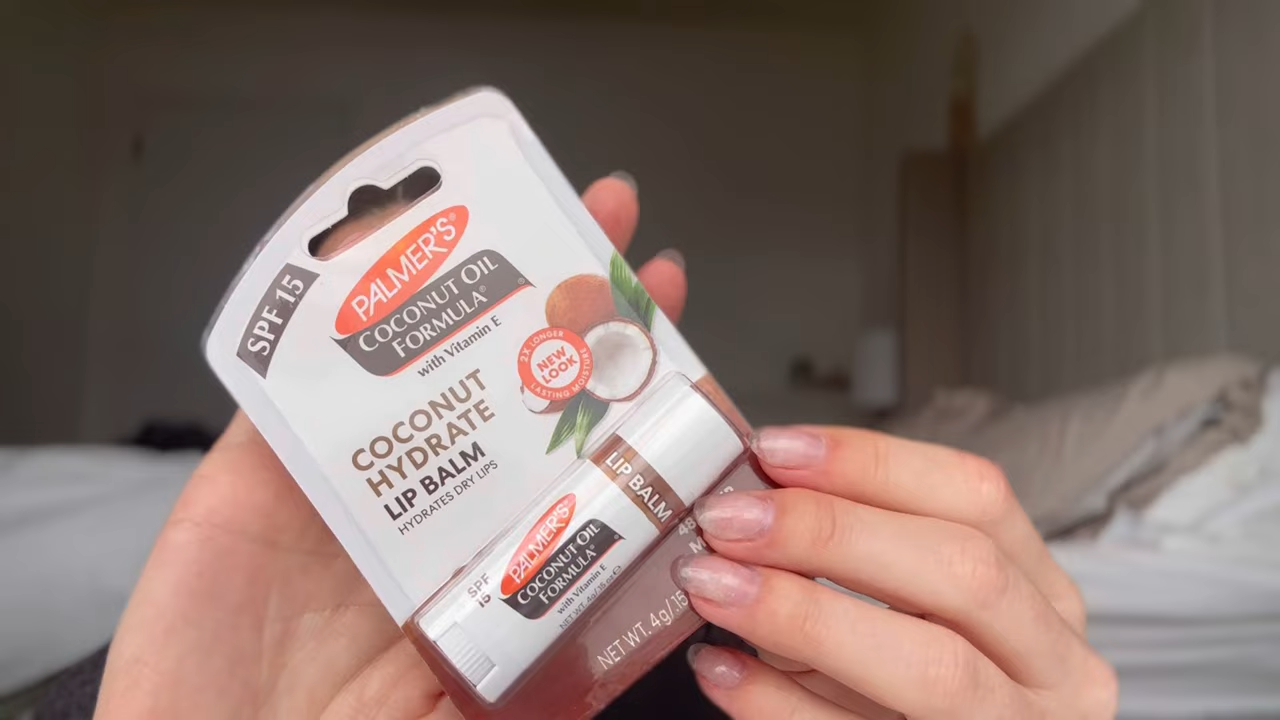 SPF 15
PALMER'S®
COCONUT OIL
FORMULA®
with Vitamin E
2X LONGER
NEW
LOOK
LASTING MOISTURE
COCONUT
HYDRATE
LIP BALM
HYDRATES DRY LIPS
LIP BALM
PALMER'S
COCONUT OIL
FORMULA
with Vitamin E
SPF
15
48
NET WT. 4g/.15